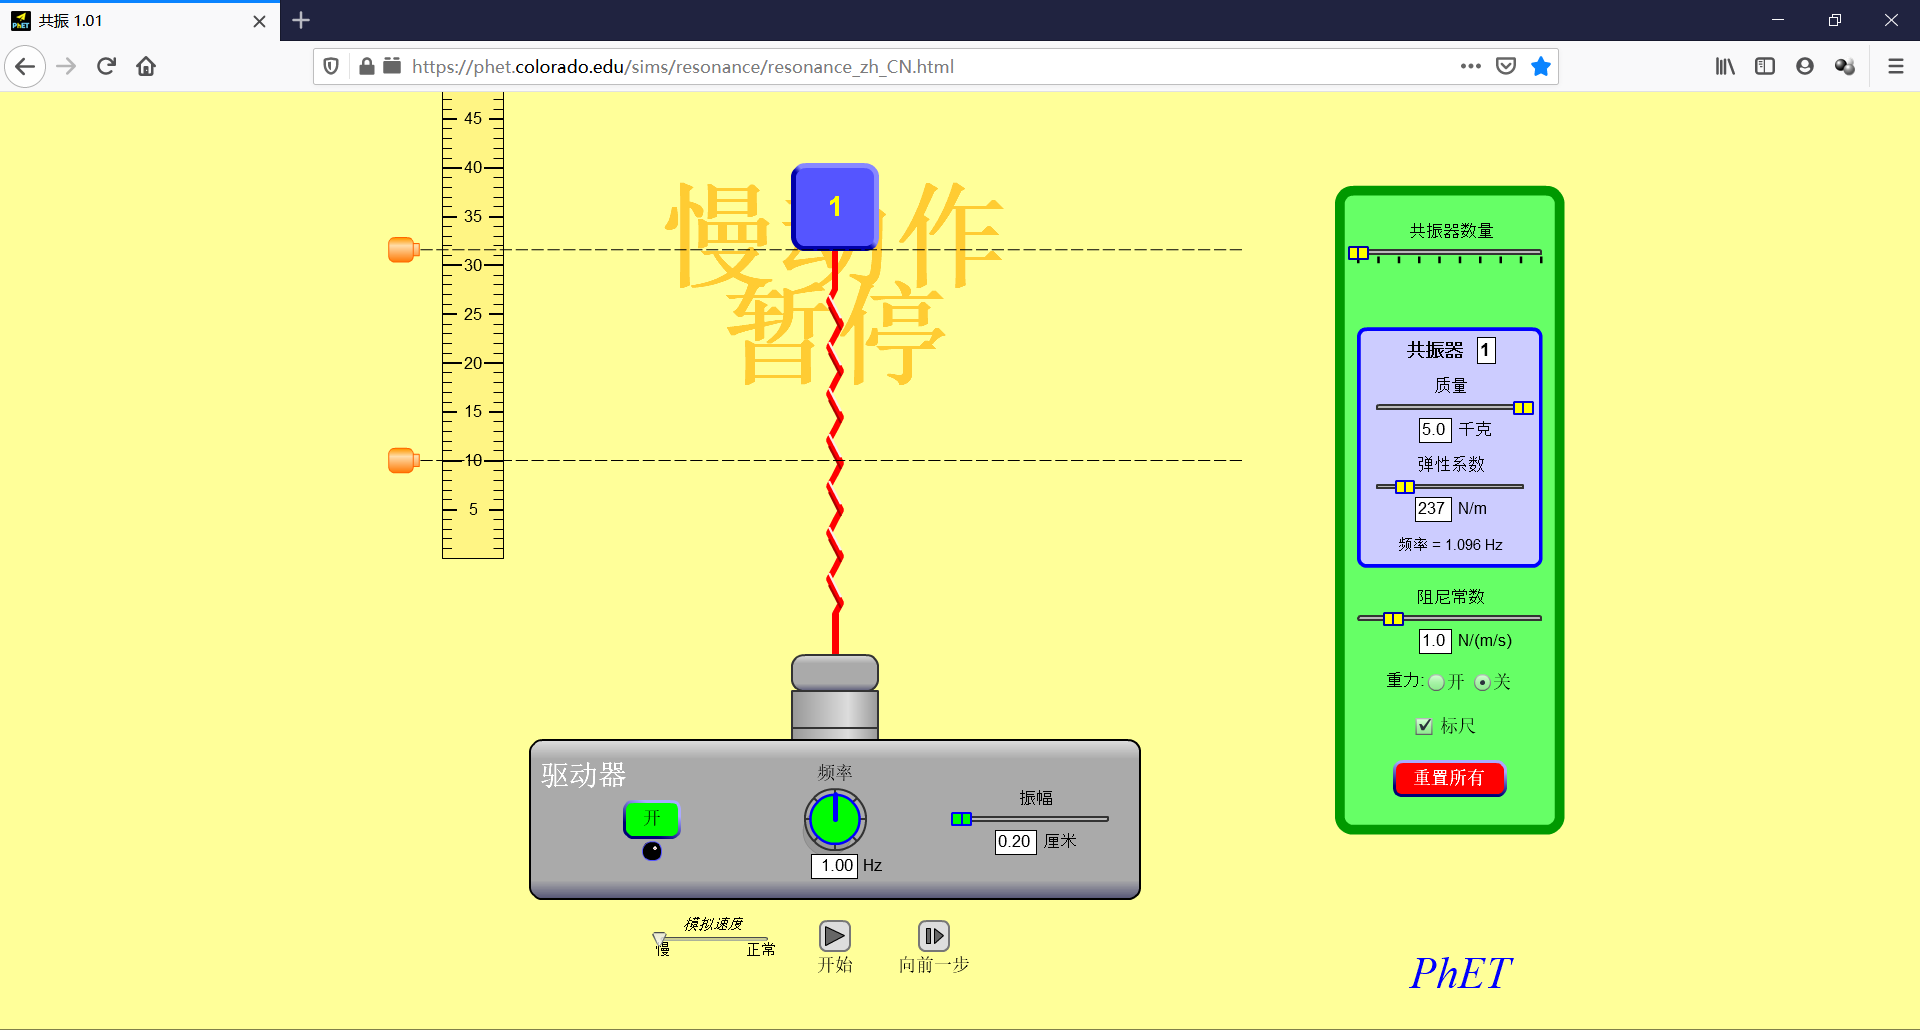 共振 1.01
https://phet.colorado.edu/sims/resonance/resonance_zh_CN.html
45
40
35
30
25
20
15
10
5
1
慢动作
暂停
共振器数量
共振器 1
质量
5.0 千克
弹性系数
237 N/m
频率 = 1.096 Hz
阻尼常数
1.0 N/(m/s)
重力: 开 关
标尺
重置所有
驱动器
开
频率
1.00 Hz
振幅
0.20 厘米
模拟速度
慢 正常
开始
向前一步
PhET